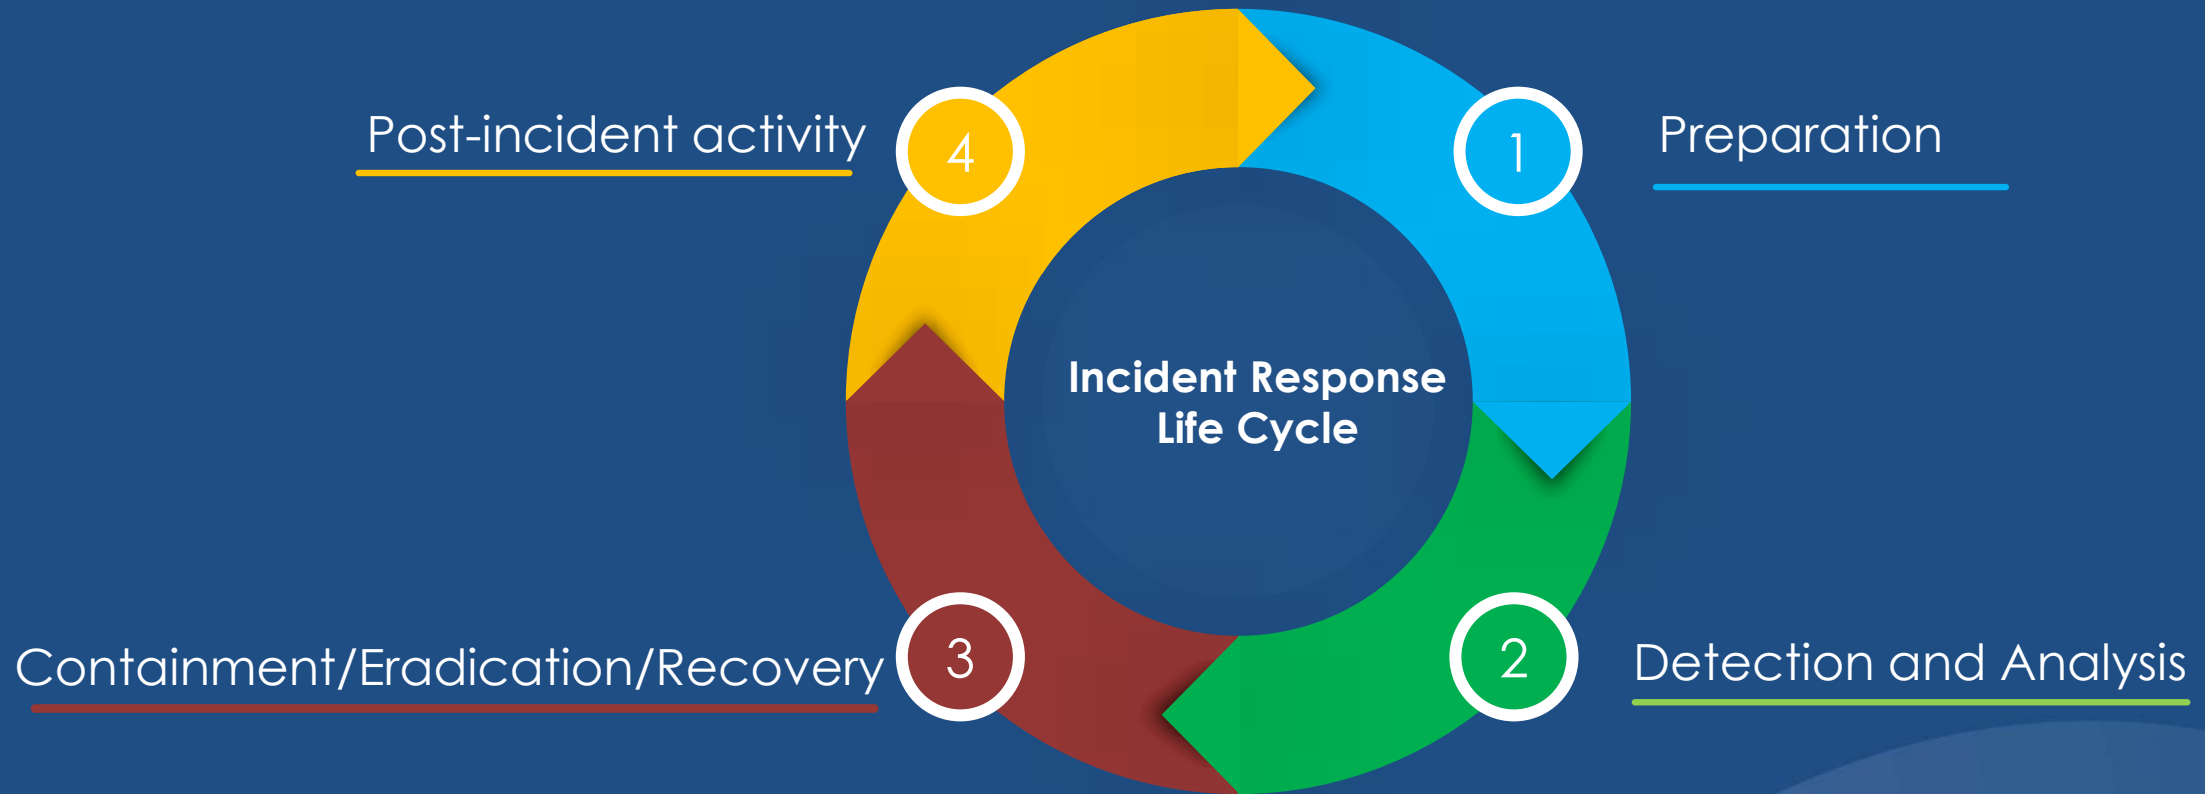 Incident Response
Life Cycle
1
Preparation
2
Detection and Analysis
3
Containment/Eradication/Recovery
4
Post-incident activity